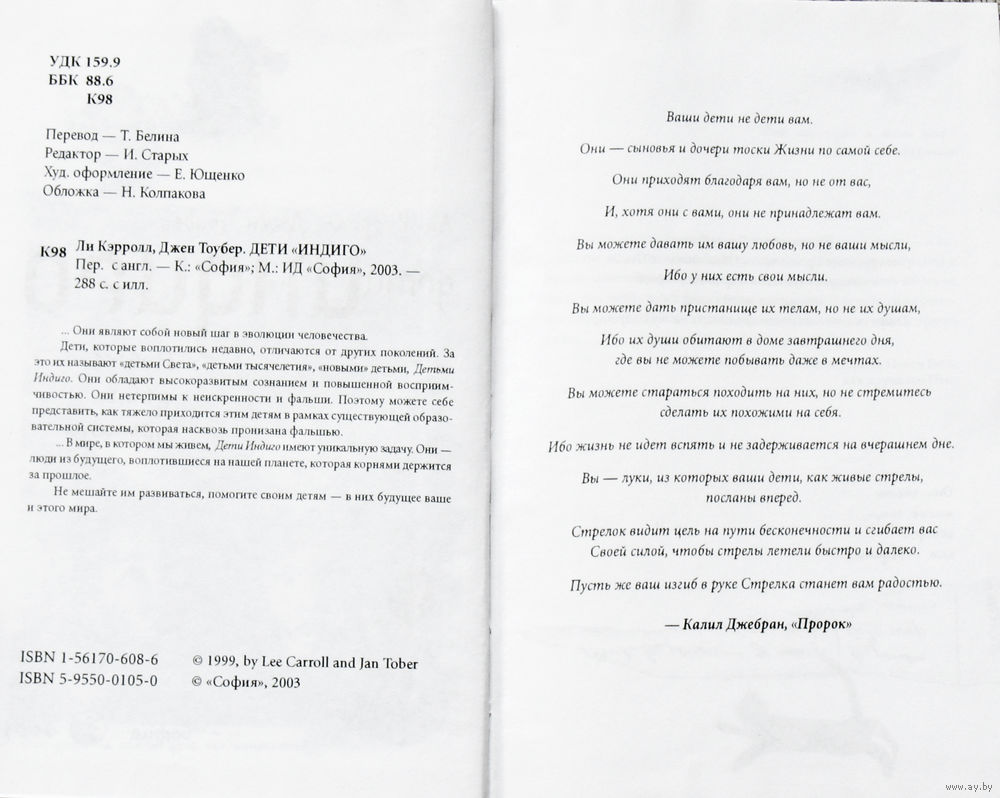 УДК 159.9
ББК 88.6
К98
Перевод — Т. Белина
Редактор — И. Старых
Худ. оформление — Е. Ющенко
Обложка — Н. Колпакова
К98 Ли Кэрролл, Джен Тоубер. ДЕТИ «ИНДИГО»
Пер. с англ. — К.: «София»; М.: ИД «София», 2003. —
288 с. с илл.
... Они являют собой новый шаг в эволюции человечества.
Дети, которые воплотились недавно, отличаются от других поколений. За
это их называют «детьми Света», «детьми тысячелетия», «новыми» детьми, Детьми
Индиго. Они обладают высокоразвитым сознанием и повышенной восприим-
чивостью. Они нетерпимы к неискренности и фальши. Поэтому можете себе
представить, как тяжело приходится этим детям в рамках существующей образо-
вательной системы, которая насквозь пронизана фальшью.
... В мире, в котором мы живем, Дети Индиго имеют уникальную задачу. Они —
люди из будущего, воплотившиеся на нашей планете, которая корнями держится
за прошлое.
Не мешайте им развиваться, помогите своим детям — в них будущее ваше
и этого мира.
ISBN 1-56170-608-6 © 1999, by Lee Carroll and Jan Tober
ISBN 5-9550-0105-0 © «София», 2003
Ваши дети не дети вам.
Они — сыновья и дочери тоски Жизни по самой себе.
Они приходят благодаря вам, но не от вас,
И, хотя они с вами, они не принадлежат вам.
Вы можете давать им вашу любовь, но не ваши мысли,
Ибо у них есть свои мысли.
Вы можете дать пристанище их телам, но не их душам,
Ибо их души обитают в доме завтрашнего дня,
где вы не можете побывать даже в мечтах.
Вы можете стараться походить на них, но не стремитесь
сделать их похожими на себя.
Ибо жизнь не идет вспять и не задерживается на вчерашнем дне.
Вы — луки, из которых ваши дети, как живые стрелы,
посланы вперед.
Стрелок видит цель на пути бесконечности и сгибает вас
Своей силой, чтобы стрелы летели быстро и далеко.
Пусть же ваш изгиб в руке Стрелка станет вам радостью.
— Калил Джебран, «Пророк»
www.ay.by